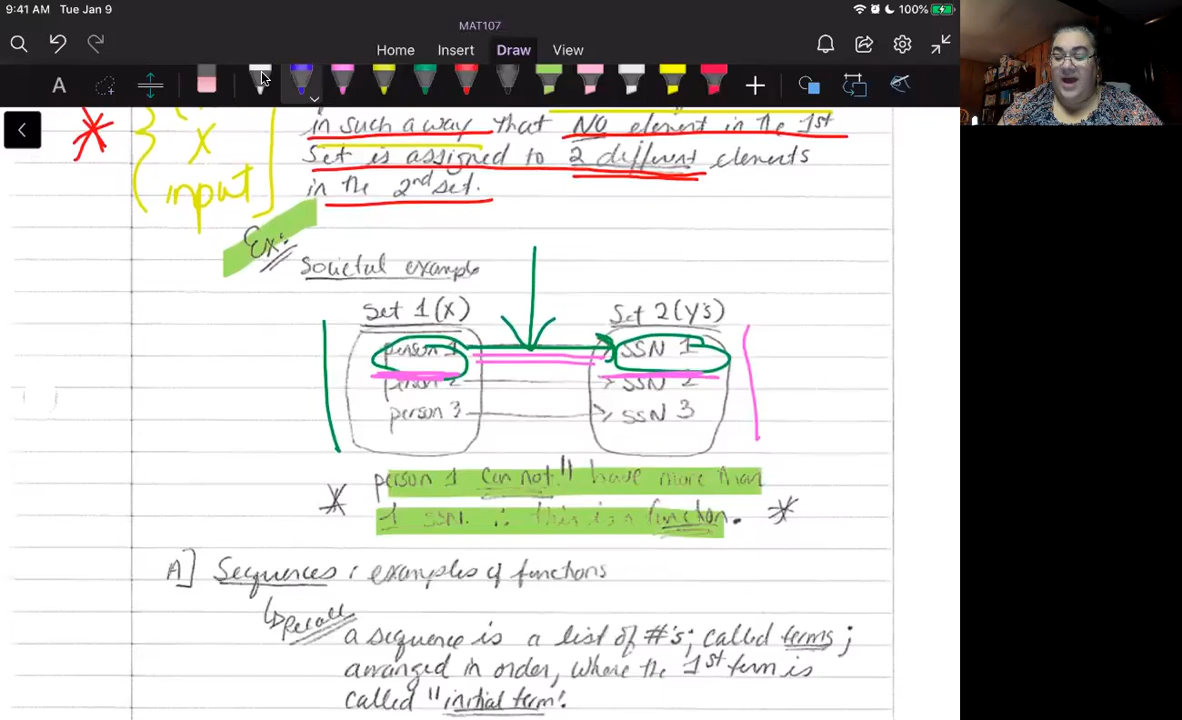 9:41 AM Tue Jan 9
100%
MAT107
Home Insert Draw View
A
x
input
in such a way that NO element in the 1st
set is assigned to 2 different elements
in the 2nd set.
Ex:
Societal example
Set 1(X) Set 2(Y's)
person 1 SSN 1
person 2 SSN 2
person 3 SSN 3
person 1 can not!! have more than
1 SSN. ∴ this is a function.
A] Sequences: examples of functions
↳Recall
a sequence is a list of #'s; called terms;
arranged in order, where the 1st term is
called "initial term".